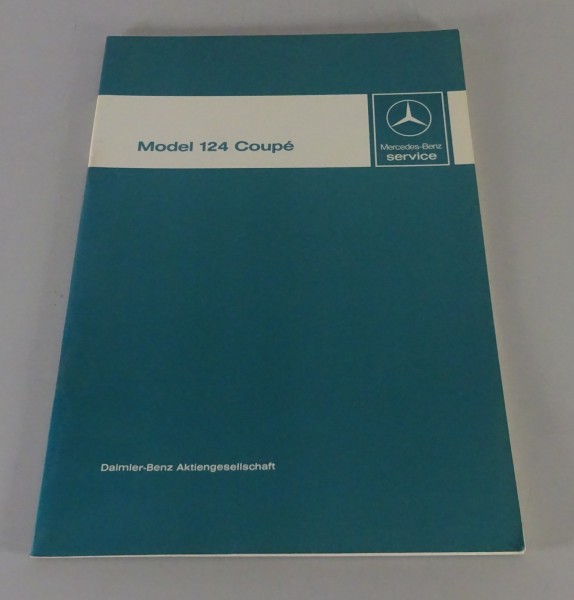 Model 124 Coupé
Mercedes-Benz
service
Daimler-Benz Aktiengesellschaft